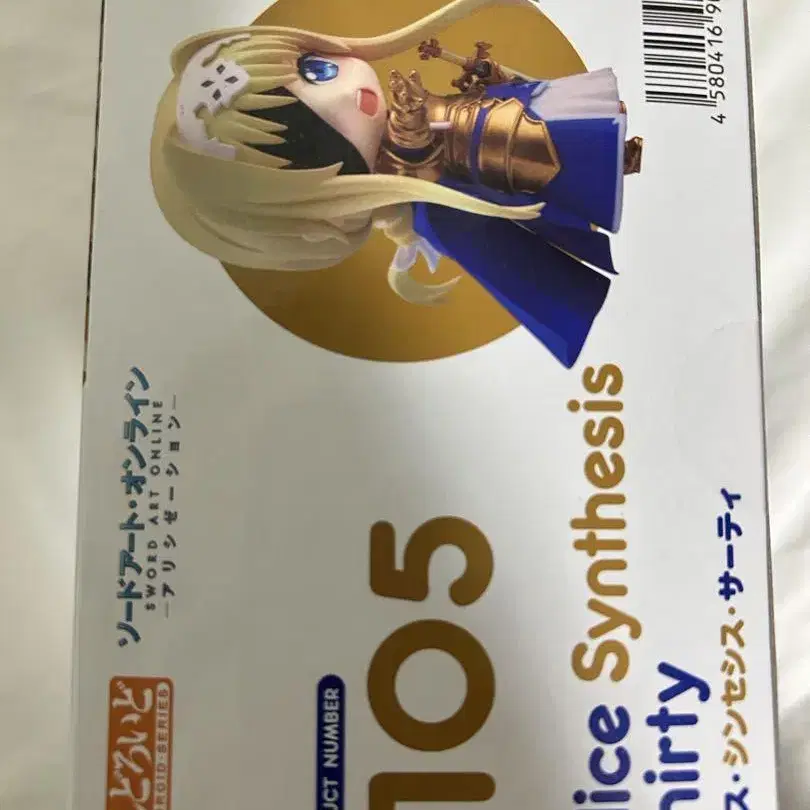 どろいど
ROID·SERIES
ソードアート・オンライン
SWORD ART ONLINE
ーアリシゼーションー
UCT NUMBER
105
ice Synthesis
hirty
ス・シンセシス・サーティ
4 580416 9